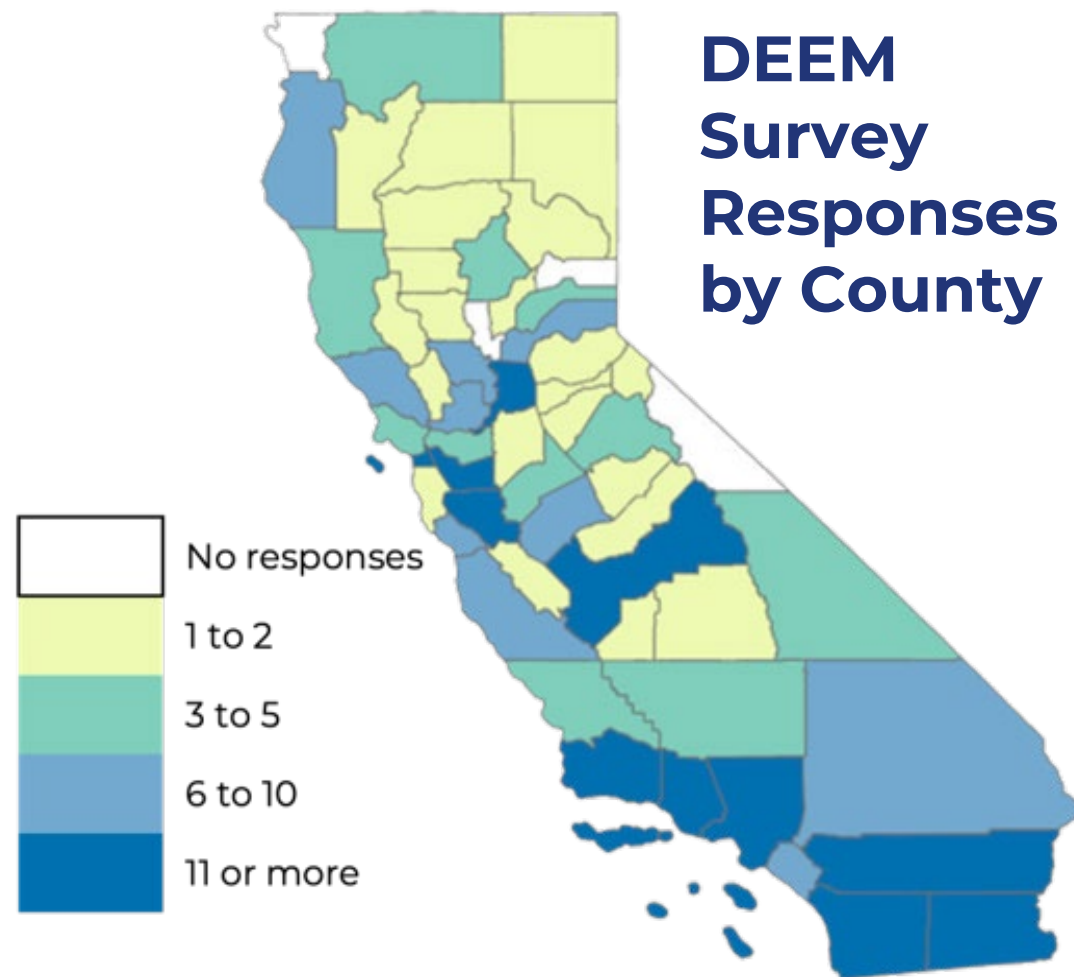 DEEM
Survey
Responses
by County
No responses
1 to 2
3 to 5
6 to 10
11 or more